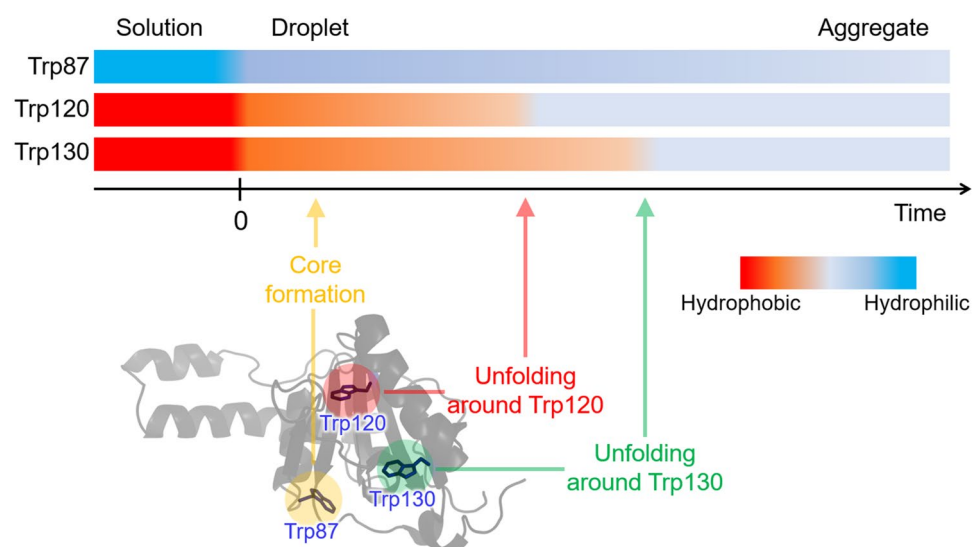 Solution Droplet Aggregate
Trp87
Trp120
Trp130
0
Time
Core
formation
Hydrophobic Hydrophilic
Unfolding
around Trp120
Trp120
Unfolding
around Trp130
Trp130
Trp87